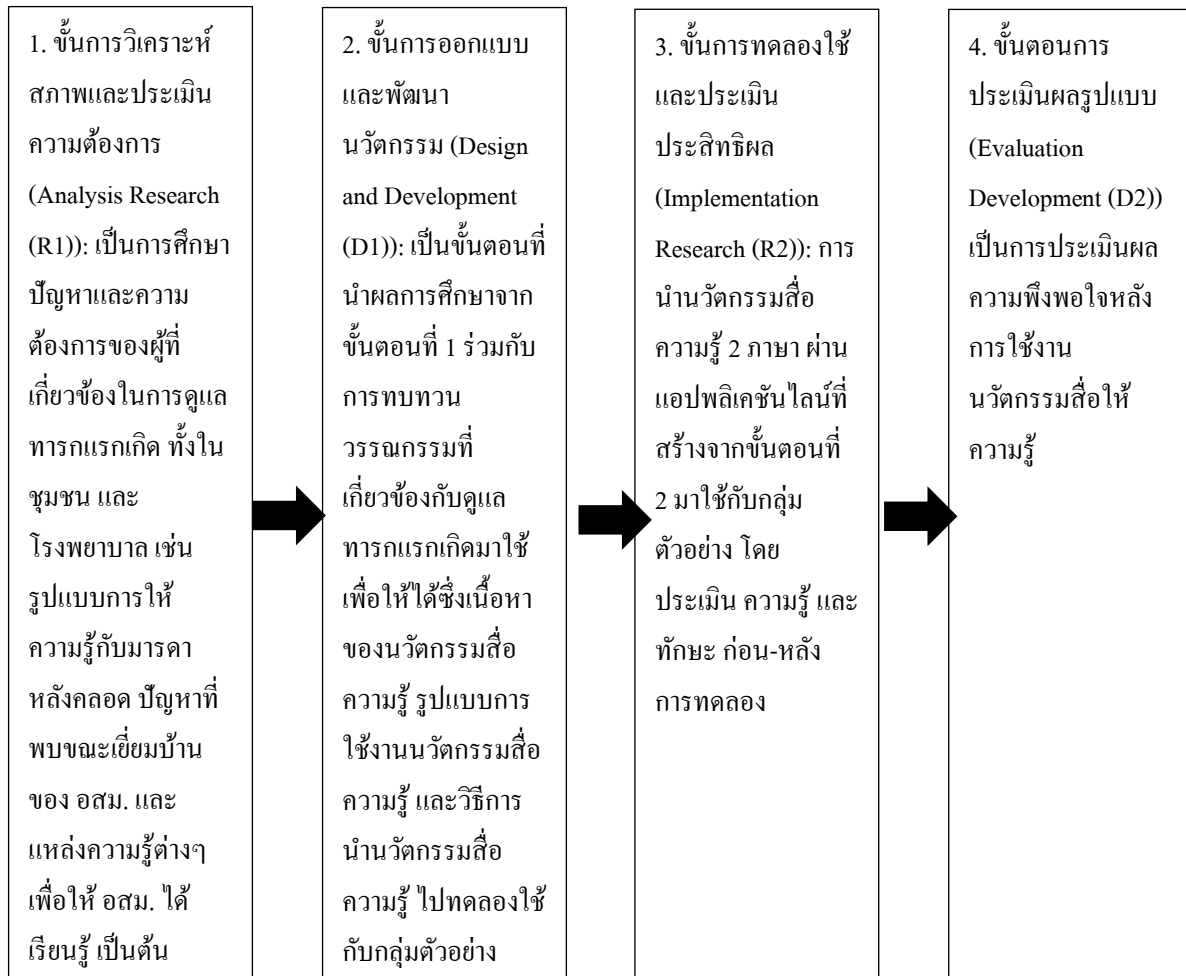 1. ขั้นการวิเคราะห์
สภาพและประเมิน
ความต้องการ
(Analysis Research
(R1)): เป็นการศึกษา
ปัญหาและความ
ต้องการของผู้ที่
เกี่ยวข้องในการดูแล
ทารกแรกเกิด ทั้งใน
ชุมชน และ
โรงพยาบาล เช่น
รูปแบบการให้
ความรู้กับมารดา
หลังคลอด ปัญหาที่
พบขณะเยี่ยมบ้าน
ของ อสม. และ
แหล่งความรู้ต่างๆ
เพื่อให้ อสม. ได้
เรียนรู้ เป็นต้น
2. ขั้นการออกแบบ
และพัฒนา
นวัตกรรม (Design
and Development
(D1)): เป็นขั้นตอนที่
นำผลการศึกษาจาก
ขั้นตอนที่ 1 ร่วมกับ
การทบทวน
วรรณกรรมที่
เกี่ยวข้องกับดูแล
ทารกแรกเกิดมาใช้
เพื่อให้ได้ซึ่งเนื้อหา
ของนวัตกรรมสื่อ
ความรู้ รูปแบบการ
ใช้งานนวัตกรรมสื่อ
ความรู้ และวิธีการ
นำนวัตกรรมสื่อ
ความรู้ ไปทดลองใช้
กับกลุ่มตัวอย่าง
3. ขั้นการทดลองใช้
และประเมิน
ประสิทธิผล
(Implementation
Research (R2)): การ
นำนวัตกรรมสื่อ
ความรู้ 2 ภาษา ผ่าน
แอปพลิเคชันไลน์ที่
สร้างจากขั้นตอนที่
2 มาใช้กับกลุ่ม
ตัวอย่าง โดย
ประเมิน ความรู้ และ
ทักษะ ก่อน-หลัง
การทดลอง
4. ขั้นตอนการ
ประเมินผลรูปแบบ
(Evaluation
Development (D2))
เป็นการประเมินผล
ความพึงพอใจหลัง
การใช้งาน
นวัตกรรมสื่อให้
ความรู้